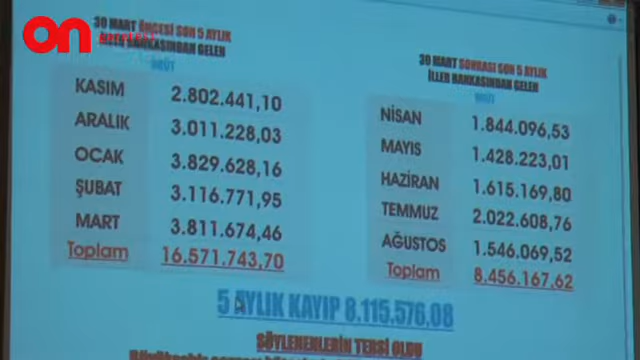 on
30 MART ÖNCESİ SON 5 AYLIK
İLLER BANKASINDAN GELEN
BRÜT
KASIM 2.802.441,10
ARALIK 3.011.228,03
OCAK 3.829.628,16
ŞUBAT 3.116.771,95
MART 3.811.674,46
Toplam 16.571.743,70
30 MART SONRASI SON 5 AYLIK
İLLER BANKASINDAN GELEN
BRÜT
NİSAN 1.844.096,53
MAYIS 1.428.223,01
HAZİRAN 1.615.169,80
TEMMUZ 2.022.608,76
AĞUSTOS 1.546.069,52
Toplam 8.456.167,62
5 AYLIK KAYIP 8.115.576,08
SÖYLENENLERİN TERSİ OLDU